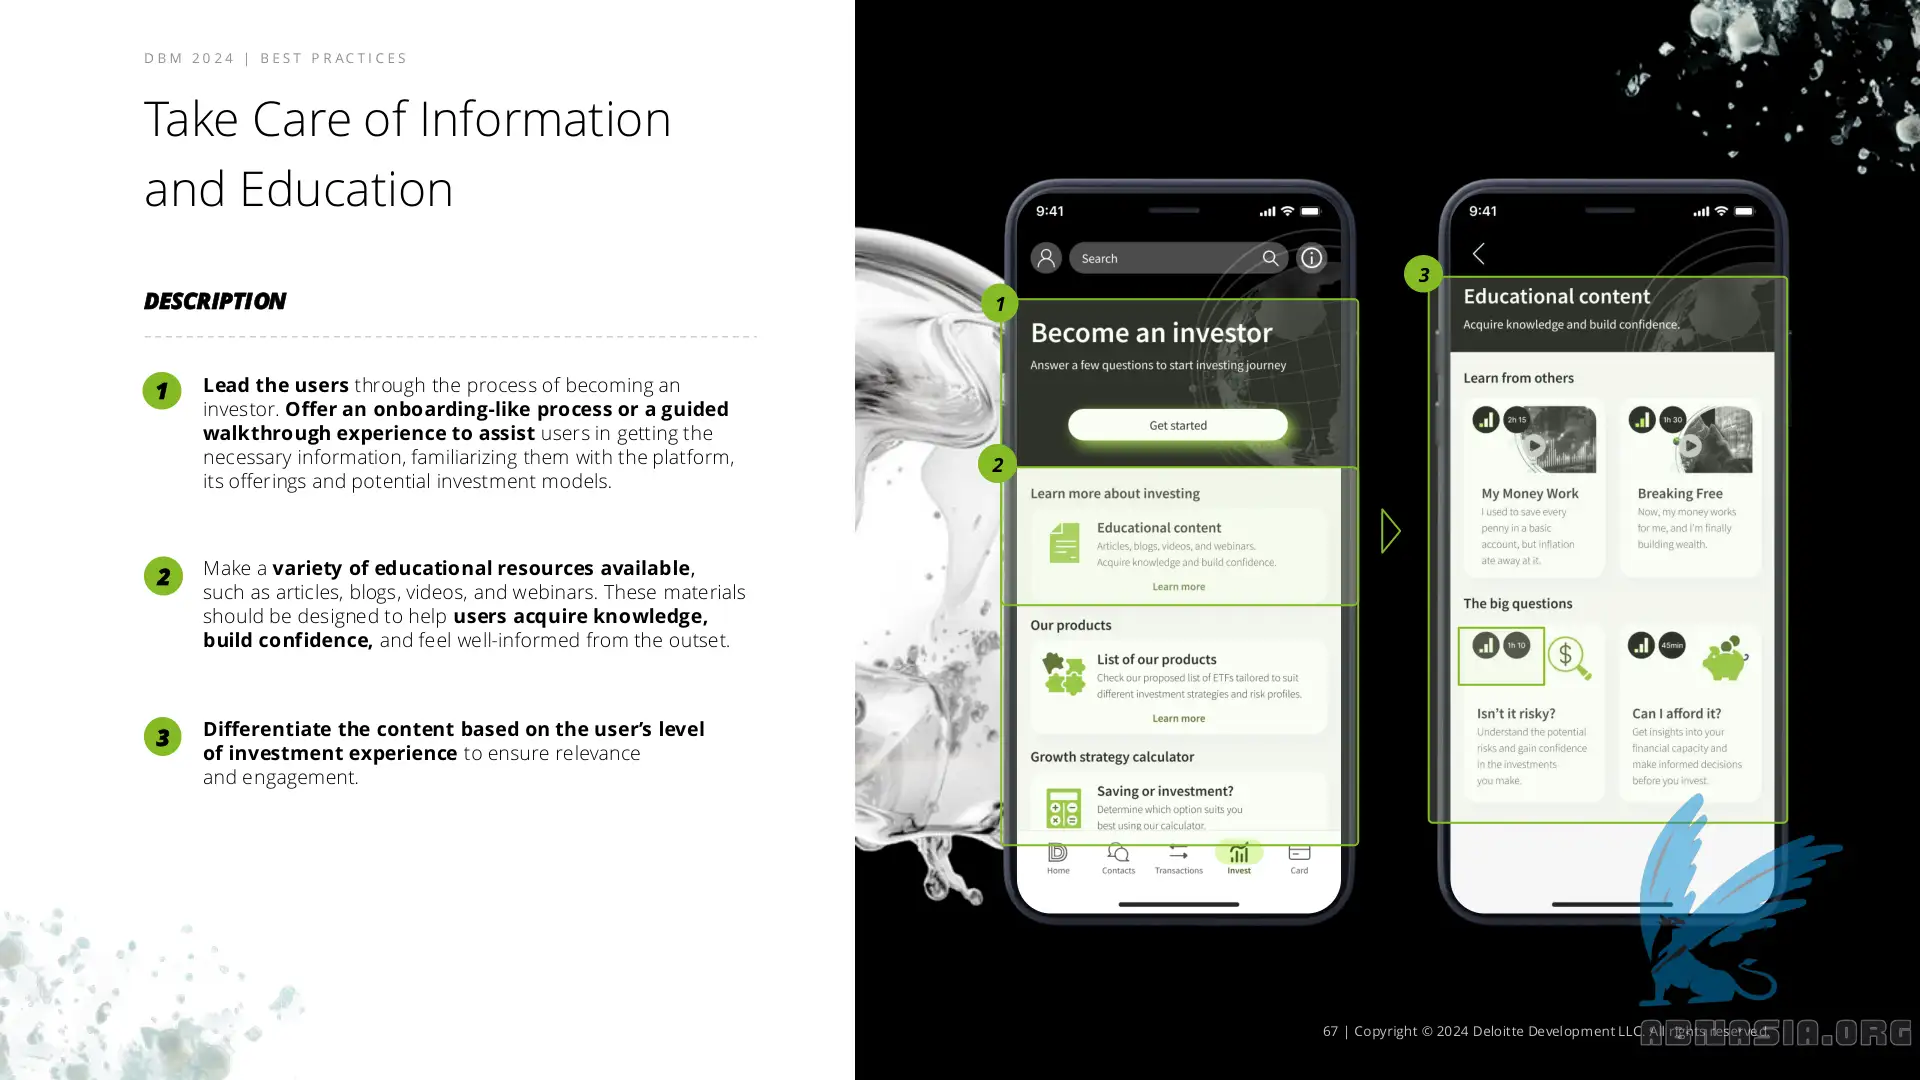 DBM 2024 | BEST PRACTICES
Take Care of Information
and Education
DESCRIPTION
1
Lead the users through the process of becoming an
investor. Offer an onboarding-like process or a guided
walkthrough experience to assist users in getting the
necessary information, familiarizing them with the platform,
its offerings and potential investment models.
2
Make a variety of educational resources available,
such as articles, blogs, videos, and webinars. These materials
should be designed to help users acquire knowledge,
build confidence, and feel well-informed from the outset.
3
Differentiate the content based on the user's level
of investment experience to ensure relevance
and engagement.
9:41
Search
1
Become an investor
Answer a few questions to start investing journey
Get started
2
Learn more about investing
Educational content
Articles, blogs, videos, and webinars.
Acquire knowledge and build confidence.
Learn more
Our products
List of our products
Check our proposed list of ETFs tailored to suit
different investment strategies and risk profiles.
Learn more
Growth strategy calculator
Saving or investment?
Determine which option suits you
best using our calculator.
Home
Contacts
Transactions
Invest
Card
9:41
3
Educational content
Acquire knowledge and build confidence.
Learn from others
2h 15
My Money Work
I used to save every
penny in a basic
account, but inflation
ate away at it.
1h 30
Breaking Free
Now, my money works
for me, and i'm finally
building wealth.
The big questions
1h 10
Isn't it risky?
Understand the potential
risks and gain confidence
in the investments
you make.
45min
Can I afford it?
Get insights into your
financial capacity and
make informed decisions
before you invest.
67 | Copyright © 2024 Deloitte Development LLC. All rights reserved.
ABTLASIA.ORG